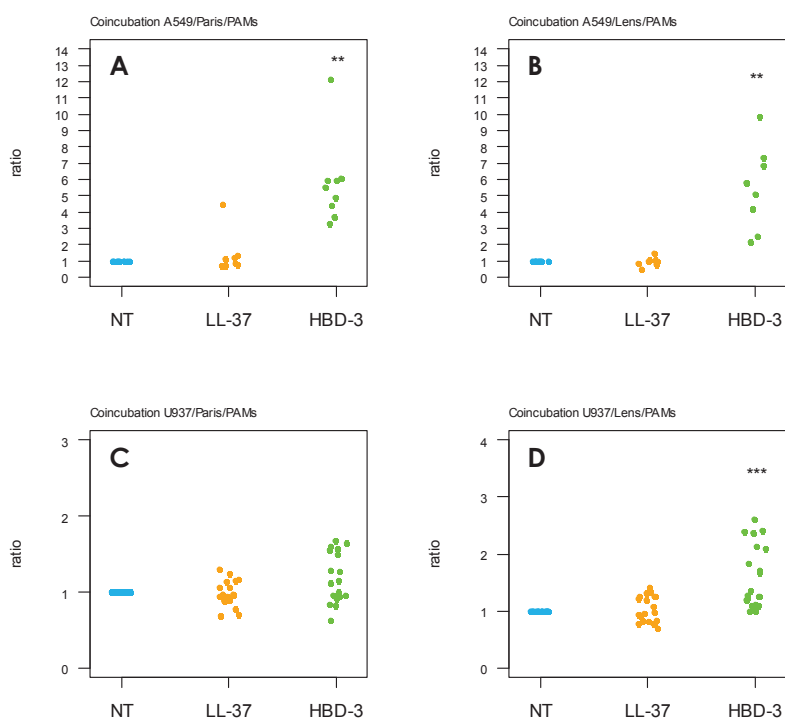 Coincubation A549/Paris/PAMs
A
**
14
13
12
11
10
9
8
7
6
5
4
3
2
1
0
ratio
NT LL-37 HBD-3
Coincubation A549/Lens/PAMs
B
**
14
13
12
11
10
9
8
7
6
5
4
3
2
1
0
ratio
NT LL-37 HBD-3
Coincubation U937/Paris/PAMs
C
3
2
1
0
ratio
NT LL-37 HBD-3
Coincubation U937/Lens/PAMs
D
***
4
3
2
1
0
ratio
NT LL-37 HBD-3